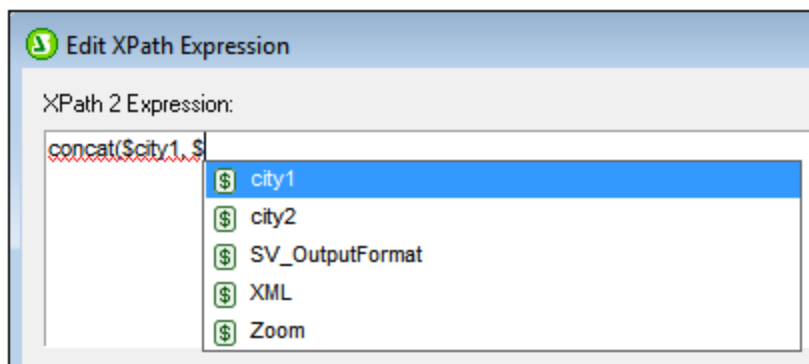 Edit XPath Expression
XPath 2 Expression:
concat($city1, $
city1
city2
SV_OutputFormat
XML
Zoom